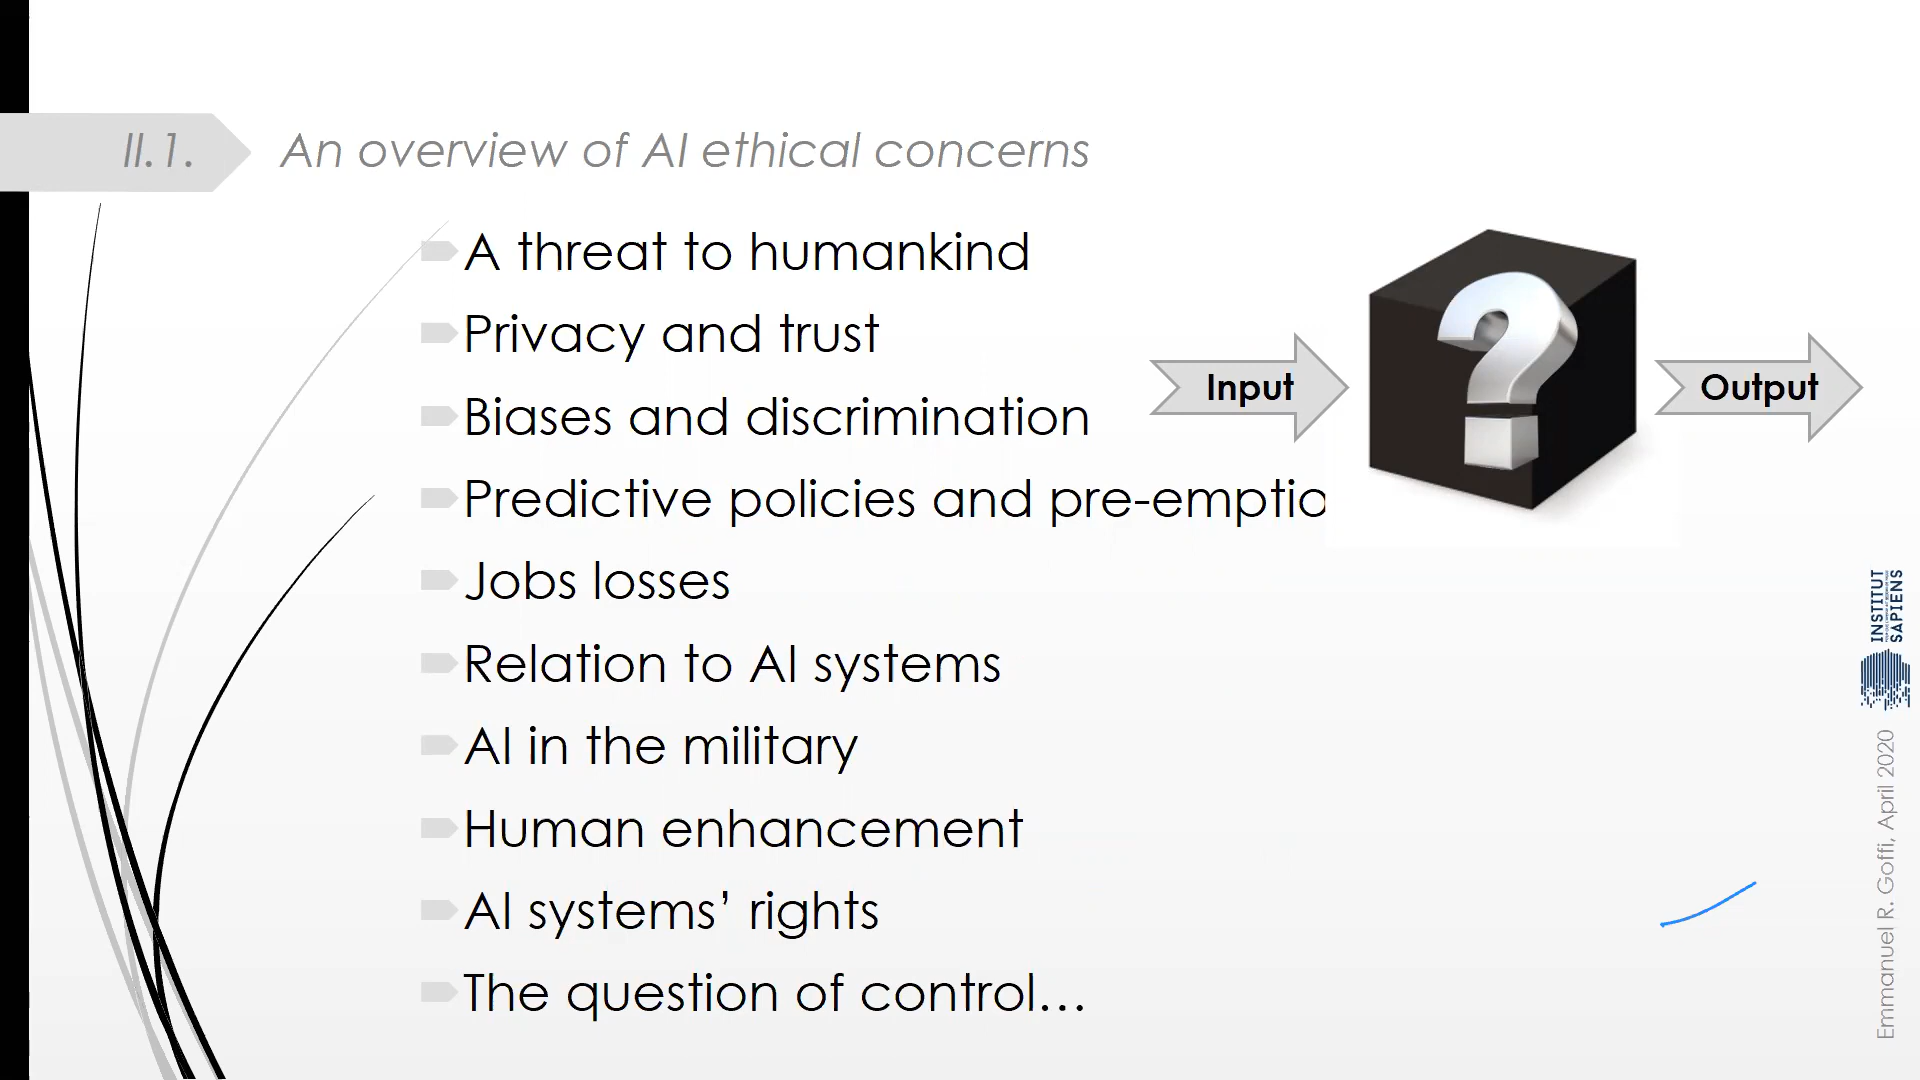 II.1.
An overview of AI ethical concerns
A threat to humankind
Privacy and trust
Biases and discrimination
Predictive policies and pre-emptio
Jobs losses
Relation to AI systems
AI in the military
Human enhancement
AI systems’ rights
The question of control…
Input
?
Output
INSTITUT
SAPIENS
Emmanuel R. Goffi, April 2020